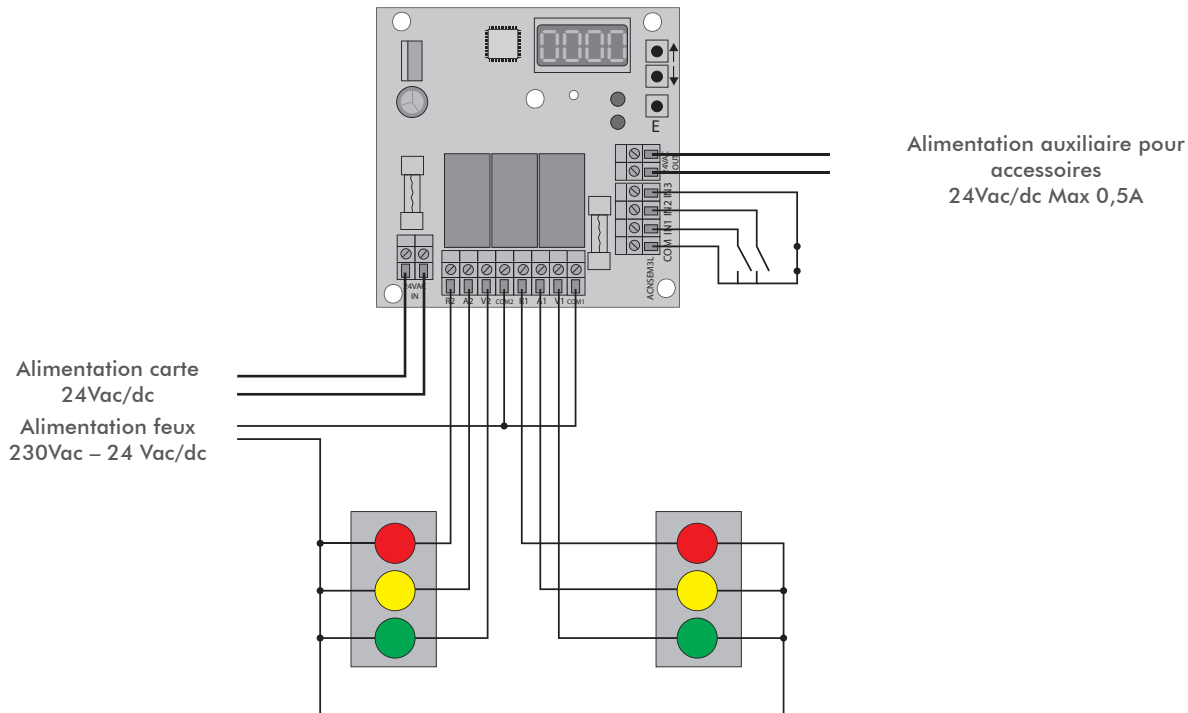 0000
E
24VAC
OUT
IN3
IN2
IN1
COM
ACNSEM3L
24VAC
IN
R2 A2 V2 COM2 R1 A1 V1 COM1
Alimentation auxiliaire pour
accessoires
24Vac/dc Max 0,5A
Alimentation carte
24Vac/dc
Alimentation feux
230Vac – 24 Vac/dc